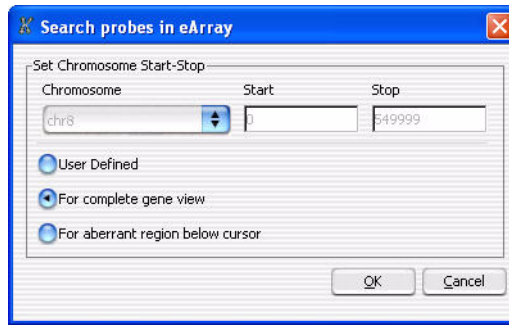 Search probes in eArray
Set Chromosome Start-Stop
Chromosome Start Stop
chr8 0 549999
User Defined
For complete gene view
For aberrant region below cursor
OK Cancel